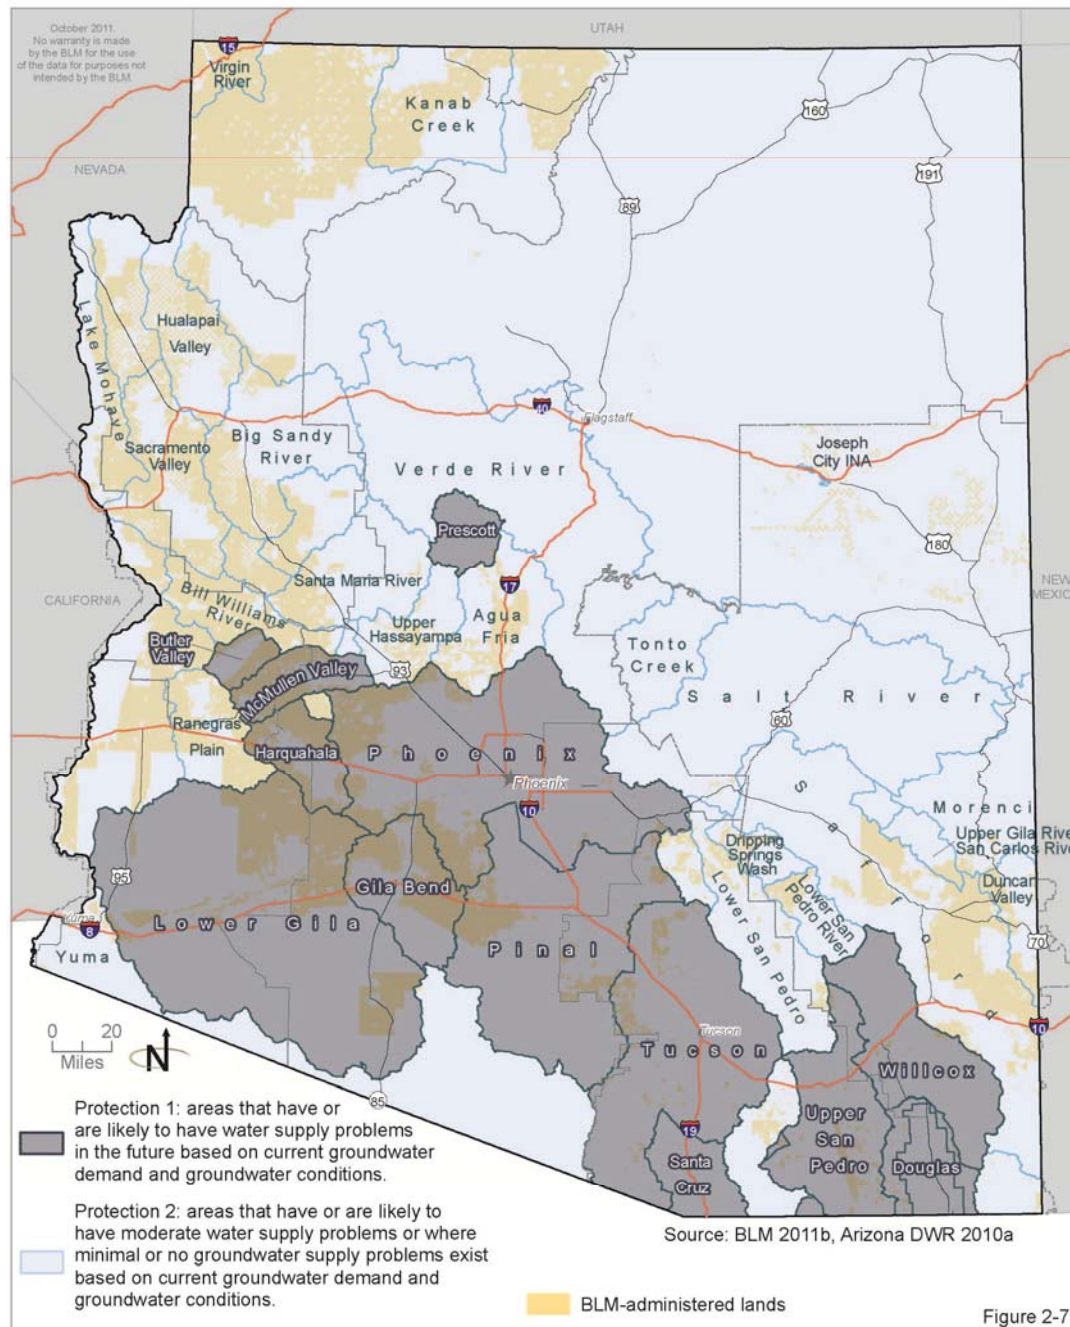 October 2011.
No warranty is made
by the BLM for the use
of the data for purposes not
intended by the BLM.
UTAH
15
Virgin
River
Kanab
Creek
160
NEVADA
191
89
Lake Mohave
Hualapai
Valley
40
Flagstaff
Big Sandy
River
Sacramento
Valley
Verde River
Joseph
City INA
Prescott
180
17
NEW
MEXIC
CALIFORNIA
Santa Maria River
Bill Williams
River
Upper
Hassayampa
Agua
Fria
Butler
Valley
Tonto
Creek
93
McMullen Valley
Salt River
Ranegras
Plain
60
Harquahala
Phoenix
Phoenix
10
Safford
Morenci
Upper Gila Rive
San Carlos Rive
Dripping
Springs
Wash
Duncan
Valley
95
Gila Bend
Lower San
Pedro River
Lower San Pedro
Yuma
8
Lower Gila
Pinal
70
Yuma
10
0 20
Miles
N
Tucson
Tucson
Willcox
85
Upper
San
Pedro
19
Santa
Cruz
Douglas
Protection 1: areas that have or
are likely to have water supply problems
in the future based on current groundwater
demand and groundwater conditions.
Protection 2: areas that have or are likely to
have moderate water supply problems or where
minimal or no groundwater supply problems exist
based on current groundwater demand and
groundwater conditions.
Source: BLM 2011b, Arizona DWR 2010a
BLM-administered lands
Figure 2-7